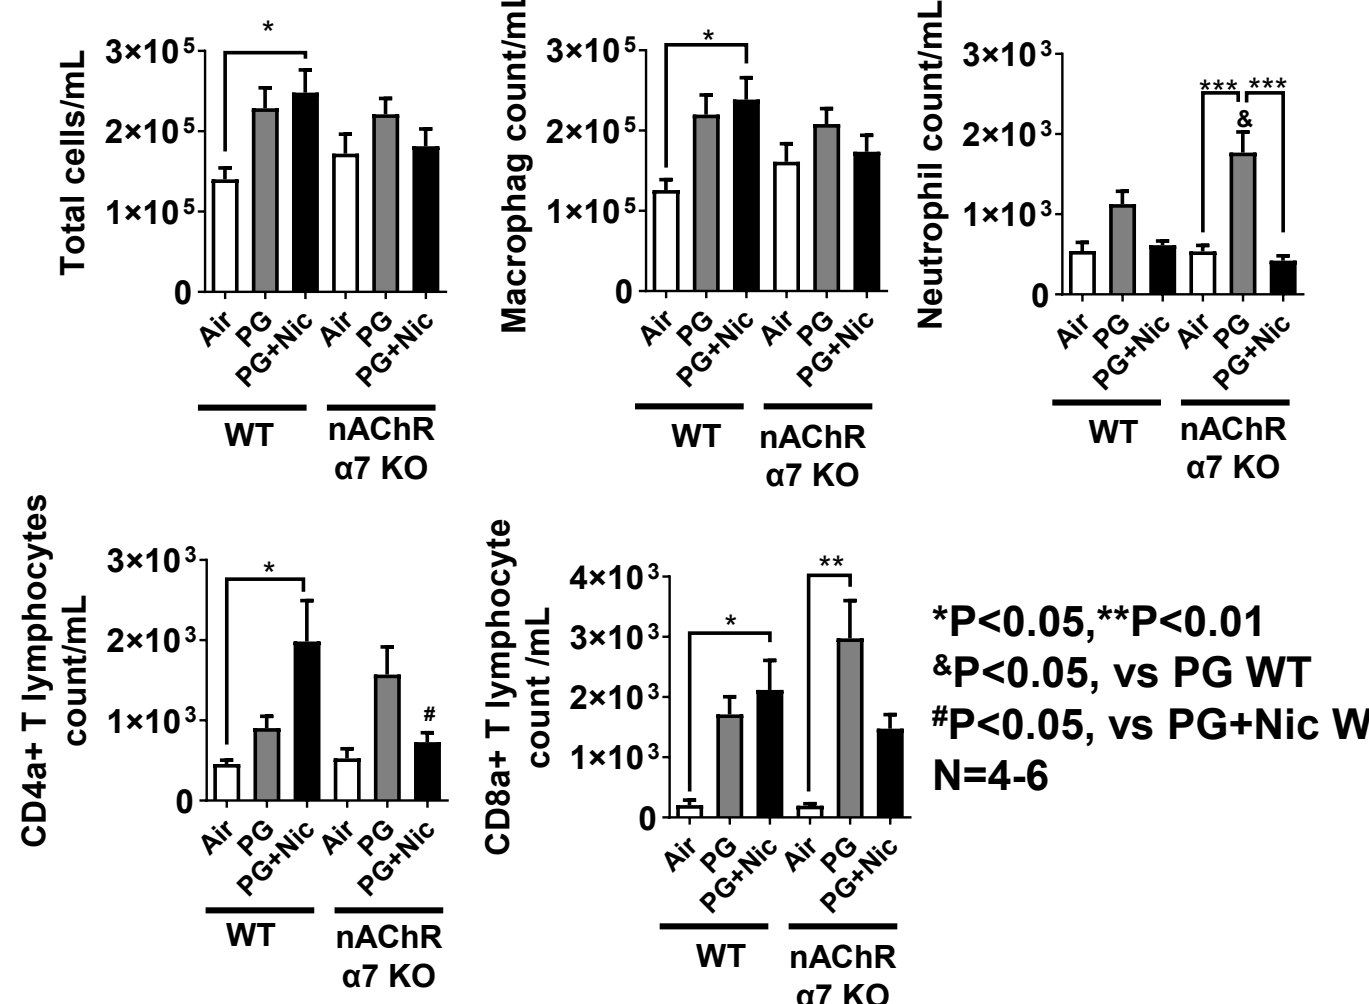 Total cells/mL
3×10⁵
2×10⁵
1×10⁵
0
*
Air
PG
PG+Nic
Air
PG
PG+Nic
WT
nAChR
α7 KO
Macrophag count/mL
3×10⁵
2×10⁵
1×10⁵
0
*
Air
PG
PG+Nic
Air
PG
PG+Nic
WT
nAChR
α7 KO
Neutrophil count/mL
3×10³
2×10³
1×10³
0
*** ***
&
Air
PG
PG+Nic
Air
PG
PG+Nic
WT
nAChR
α7 KO
CD4a+ T lymphocytes
count/mL
3×10³
2×10³
1×10³
0
*
#
Air
PG
PG+Nic
Air
PG
PG+Nic
WT
nAChR
α7 KO
CD8a+ T lymphocyte
count /mL
4×10³
3×10³
2×10³
1×10³
0
*
**
Air
PG
PG+Nic
Air
PG
PG+Nic
WT
nAChR
α7 KO
*P<0.05,**P<0.01
&P<0.05, vs PG WT
#P<0.05, vs PG+Nic W
N=4-6